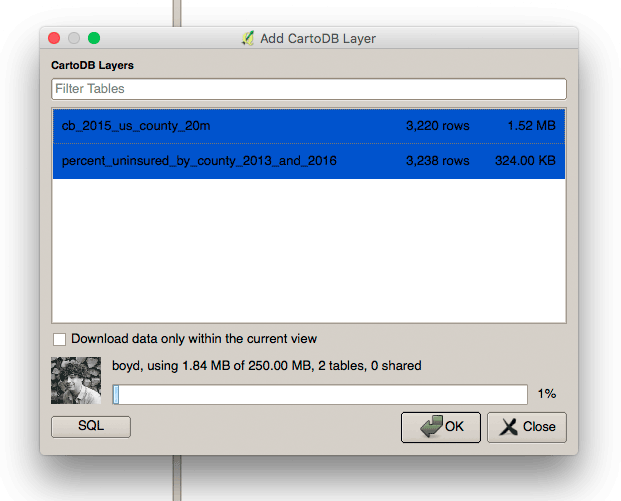 Add CartoDB Layer
CartoDB Layers
Filter Tables
cb_2015_us_county_20m 3,220 rows 1.52 MB
percent_uninsured_by_county_2013_and_2016 3,238 rows 324.00 KB
Download data only within the current view
boyd, using 1.84 MB of 250.00 MB, 2 tables, 0 shared
1%
SQL OK Close